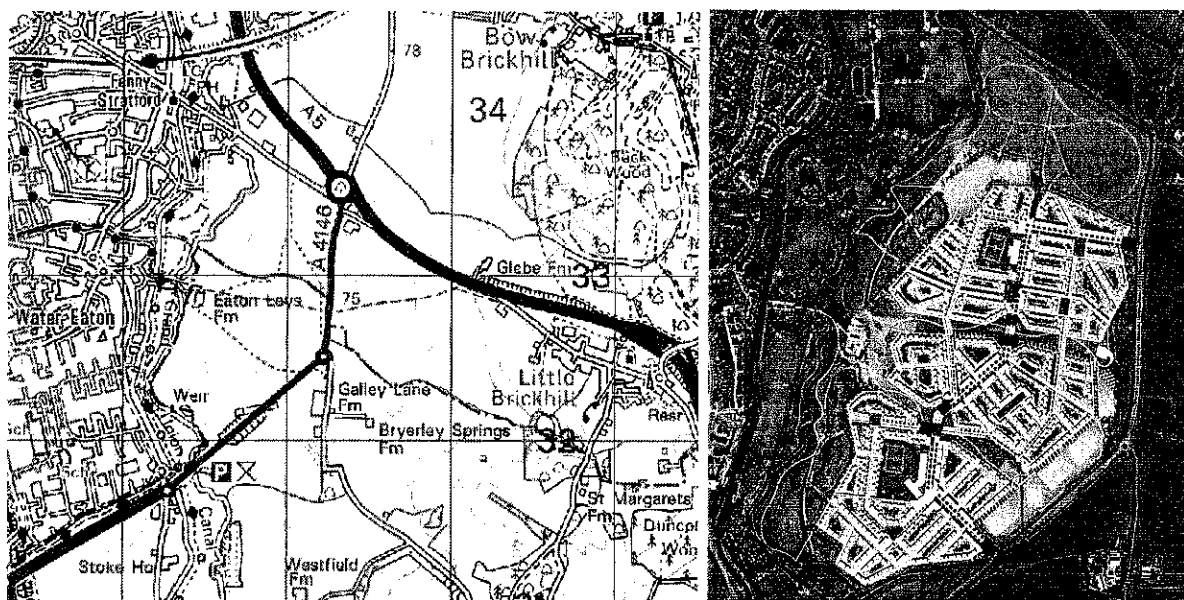 78
Bow
Brickhill
Fenny
Stratford
34
A5
Back
Wood
A 4146
Glebe Fm
33
75
Eaton Leys
Fm
Water Eaton
Galley Lane
Fm
Little
Brickhill
Weir
Resr
Bryerley Springs
Fm
32
Sch
Sch
P
St Margarets
Fm
Canal
Stoke Ho
Westfield
Fm